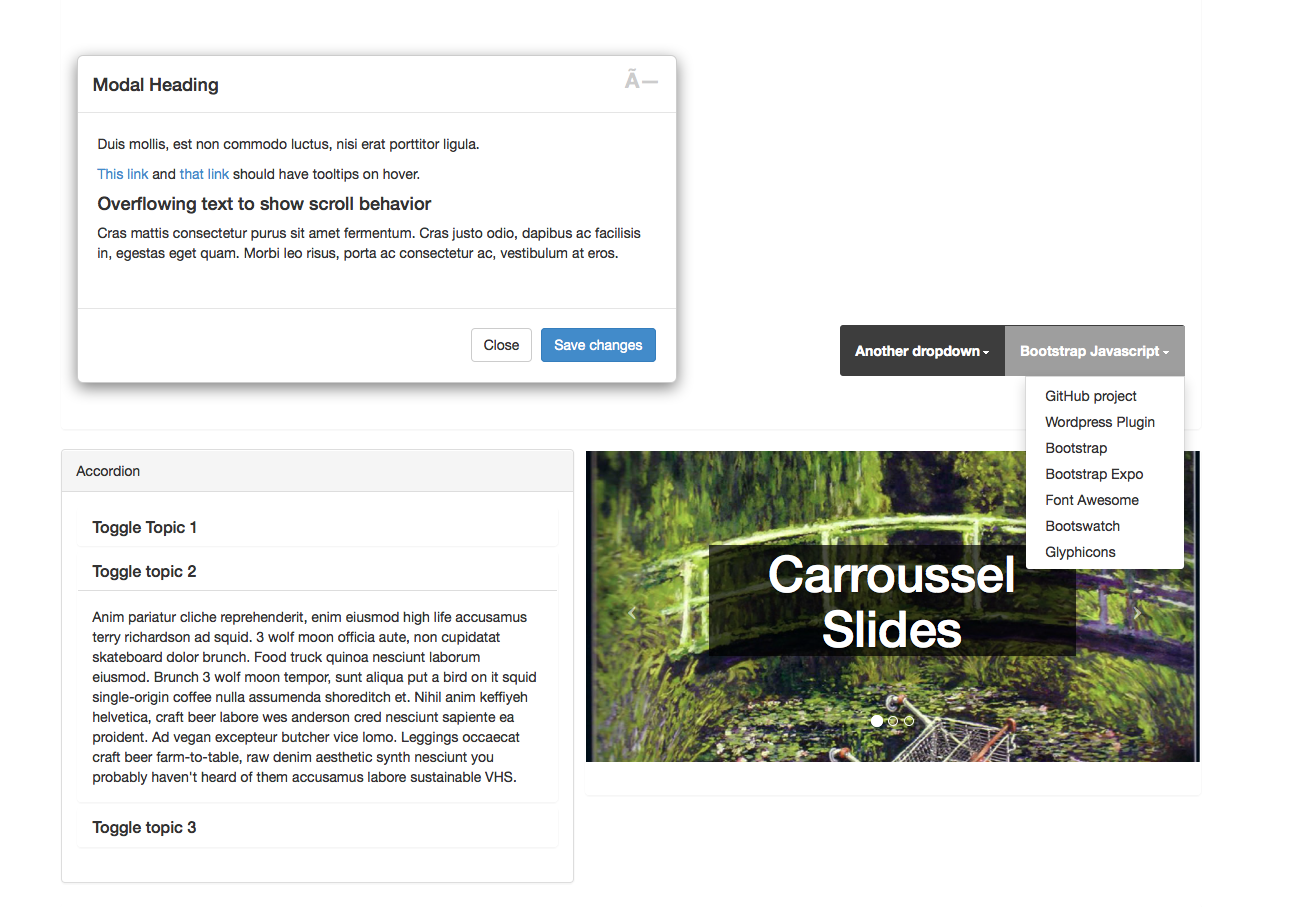 Modal Heading
Ã—
Duis mollis, est non commodo luctus, nisi erat porttitor ligula.
This link and that link should have tooltips on hover.
Overflowing text to show scroll behavior
Cras mattis consectetur purus sit amet fermentum. Cras justo odio, dapibus ac facilisis
in, egestas eget quam. Morbi leo risus, porta ac consectetur ac, vestibulum at eros.
Close
Save changes
Another dropdown
Bootstrap Javascript
GitHub project
Wordpress Plugin
Bootstrap
Bootstrap Expo
Font Awesome
Bootswatch
Glyphicons
Accordion
Toggle Topic 1
Toggle topic 2
Anim pariatur cliche reprehenderit, enim eiusmod high life accusamus
terry richardson ad squid. 3 wolf moon officia aute, non cupidatat
skateboard dolor brunch. Food truck quinoa nesciunt laborum
eiusmod. Brunch 3 wolf moon tempor, sunt aliqua put a bird on it squid
single-origin coffee nulla assumenda shoreditch et. Nihil anim keffiyeh
helvetica, craft beer labore wes anderson cred nesciunt sapiente ea
proident. Ad vegan excepteur butcher vice lomo. Leggings occaecat
craft beer farm-to-table, raw denim aesthetic synth nesciunt you
probably haven't heard of them accusamus labore sustainable VHS.
Toggle topic 3
Carroussel
Slides